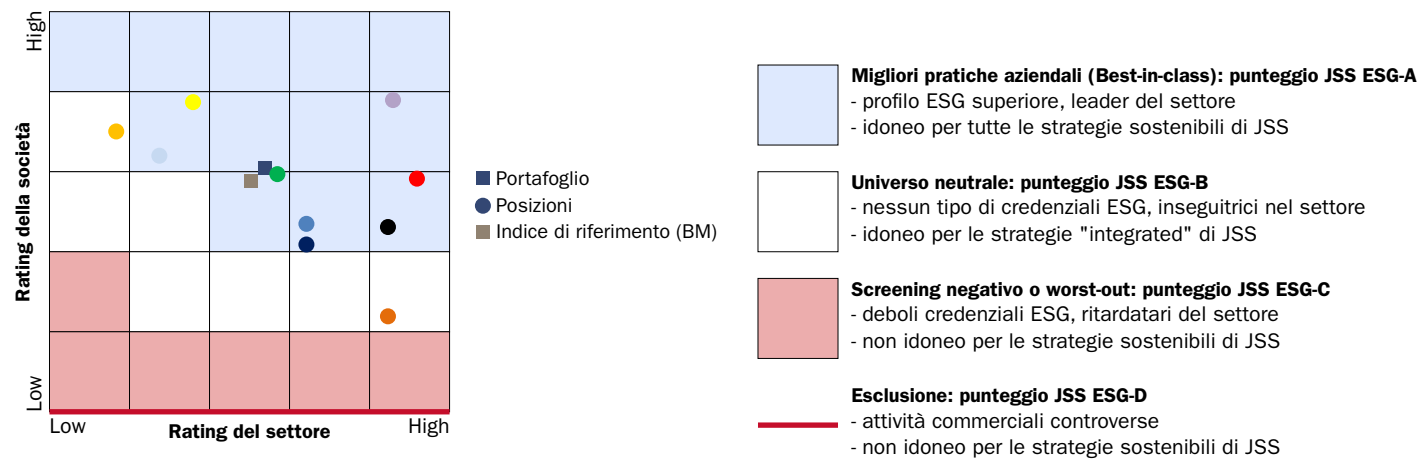 High
Rating della società
Low
Low
Rating del settore
High
Portafoglio
Posizioni
Indice di riferimento (BM)
Migliori pratiche aziendali (Best-in-class): punteggio JSS ESG-A
- profilo ESG superiore, leader del settore
- idoneo per tutte le strategie sostenibili di JSS
Universo neutrale: punteggio JSS ESG-B
- nessun tipo di credenziali ESG, inseguitrici nel settore
- idoneo per le strategie "integrated" di JSS
Screening negativo o worst-out: punteggio JSS ESG-C
- deboli credenziali ESG, ritardatari del settore
- non idoneo per le strategie sostenibili di JSS
Esclusione: punteggio JSS ESG-D
- attività commerciali controverse
- non idoneo per le strategie sostenibili di JSS